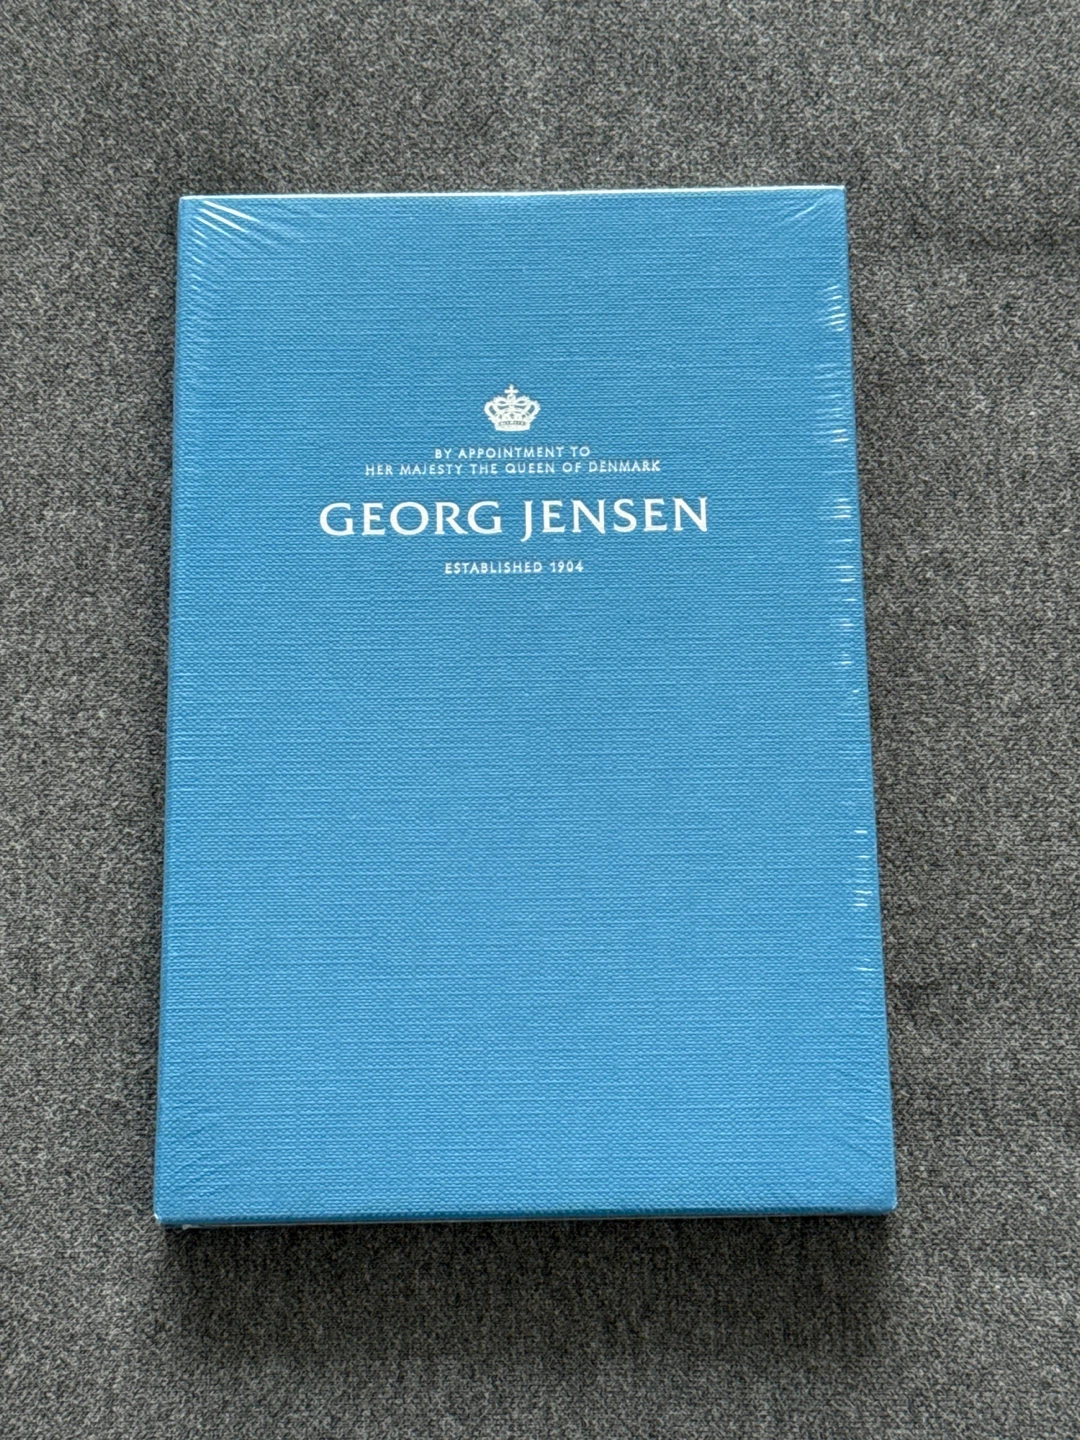 BY APPOINTMENT TO
HER MAJESTY THE QUEEN OF DENMARK
GEORG JENSEN
ESTABLISHED 1904